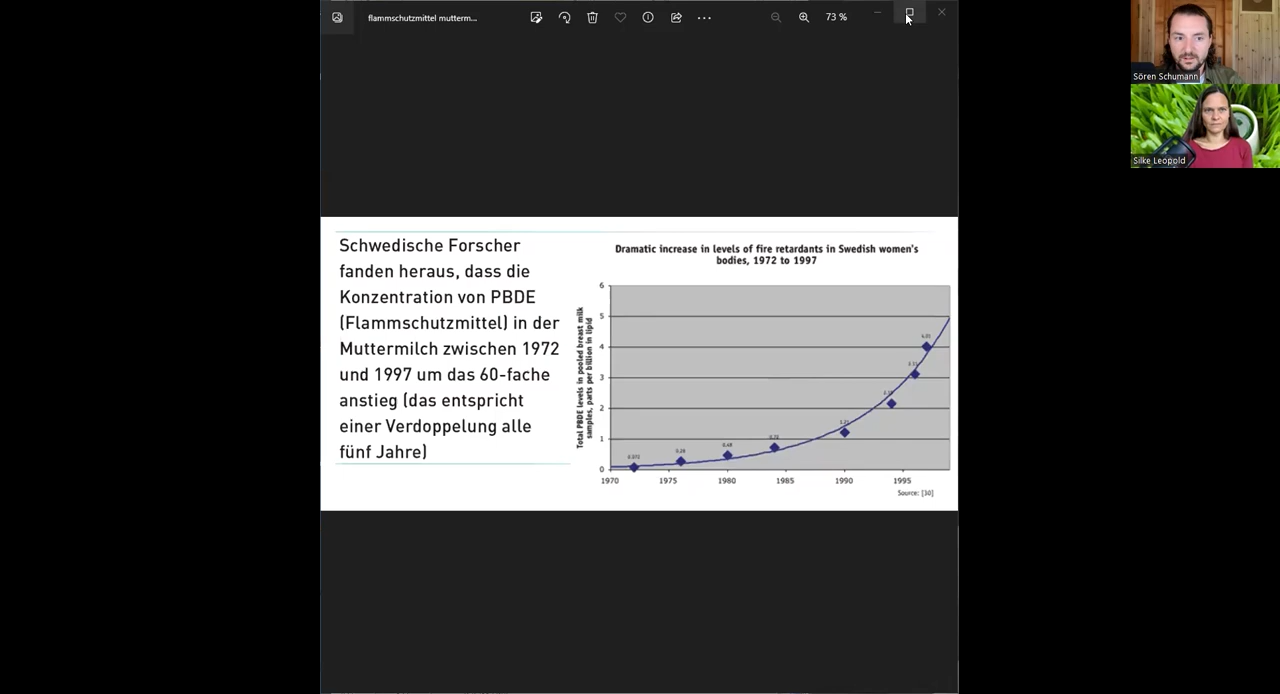 flammschutzmittel mutterm...
73 %
Sören Schumann
Silke Leopold
Schwedische Forscher
fanden heraus, dass die
Konzentration von PBDE
(Flammschutzmittel) in der
Muttermilch zwischen 1972
und 1997 um das 60-fache
anstieg (das entspricht
einer Verdoppelung alle
fünf Jahre)
Dramatic increase in levels of fire retardants in Swedish women's
bodies, 1972 to 1997
Total PBDE levels in pooled breast milk
samples, parts per billion in lipid
6
5
4
3
2
1
0
1970 1975 1980 1985 1990 1995
Source: [30]